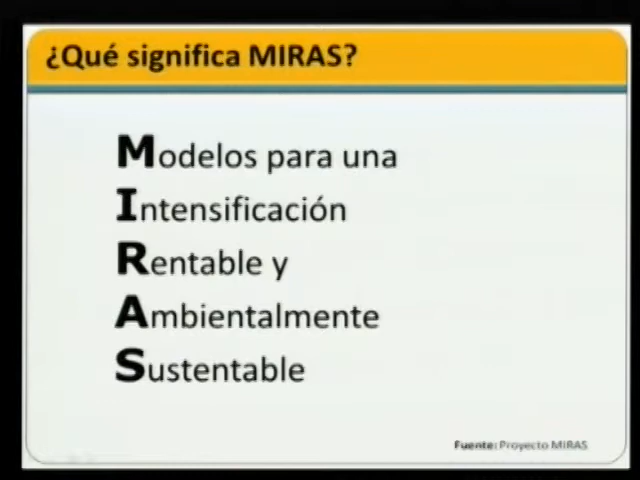 ¿Qué significa MIRAS?
Modelos para una
Intensificación
Rentable y
Ambientalmente
Sustentable
Fuente: Proyecto MIRAS